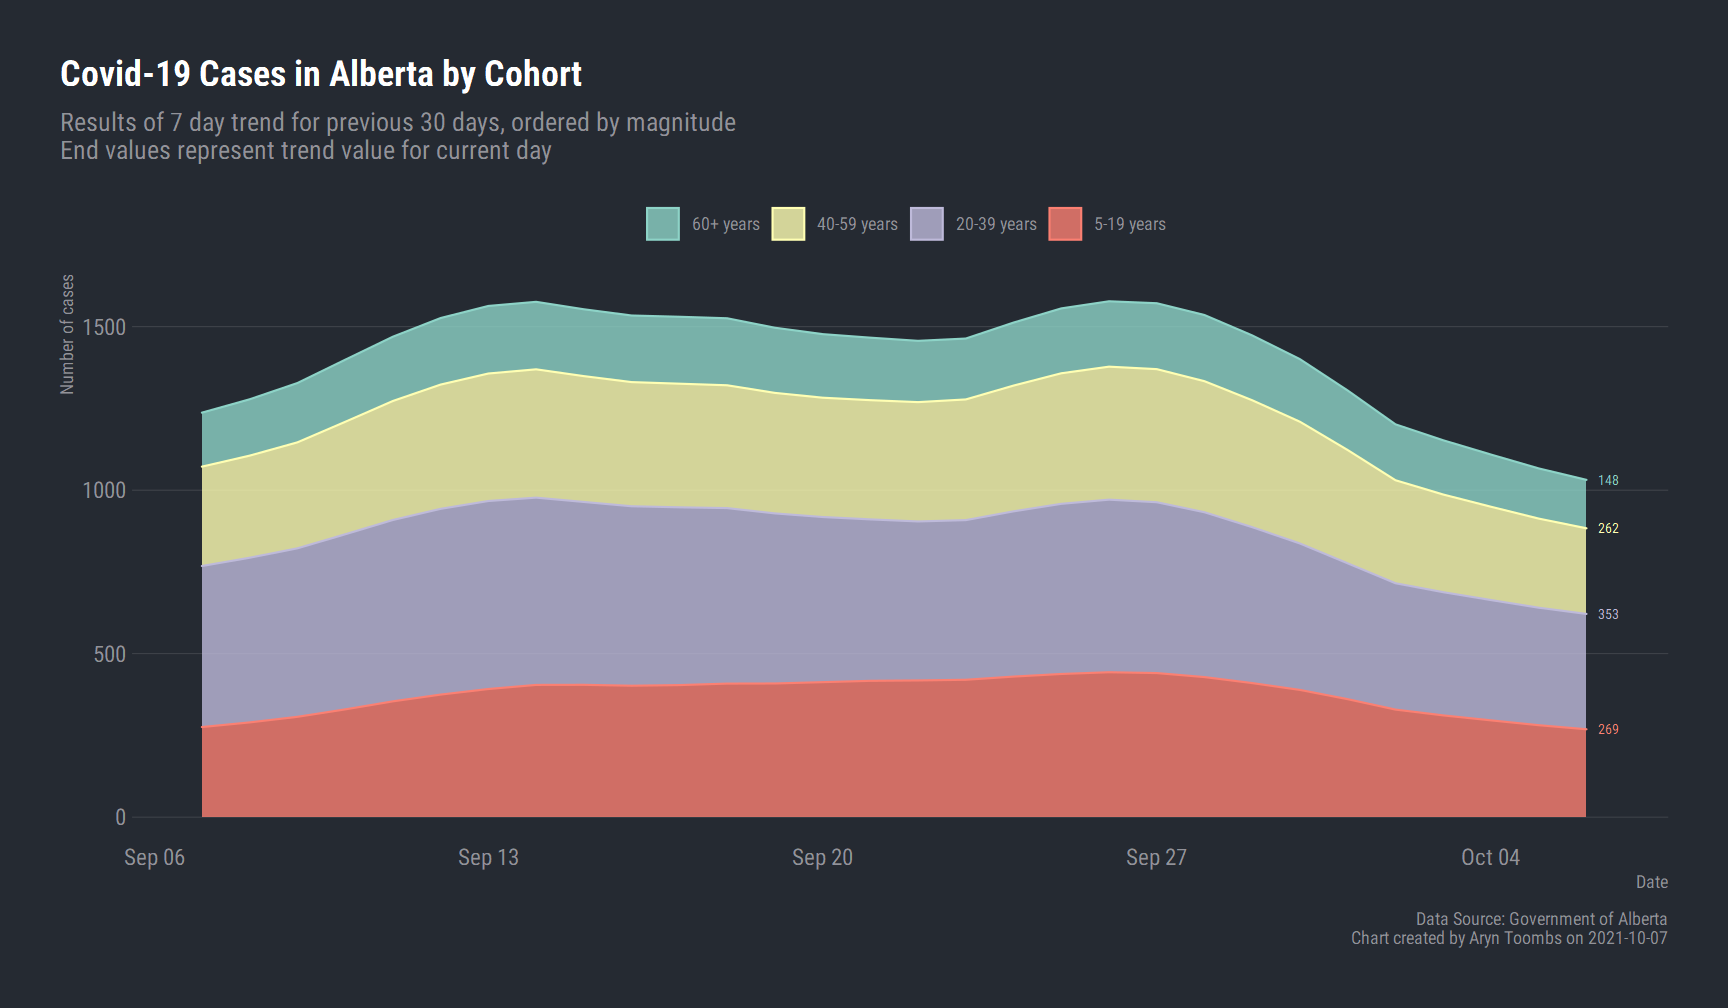 Covid-19 Cases in Alberta by Cohort
Results of 7 day trend for previous 30 days, ordered by magnitude
End values represent trend value for current day
60+ years 40-59 years 20-39 years 5-19 years
Number of cases
1500
1000
500
0
148
262
353
269
Sep 06 Sep 13 Sep 20 Sep 27 Oct 04
Date
Data Source: Government of Alberta
Chart created by Aryn Toombs on 2021-10-07